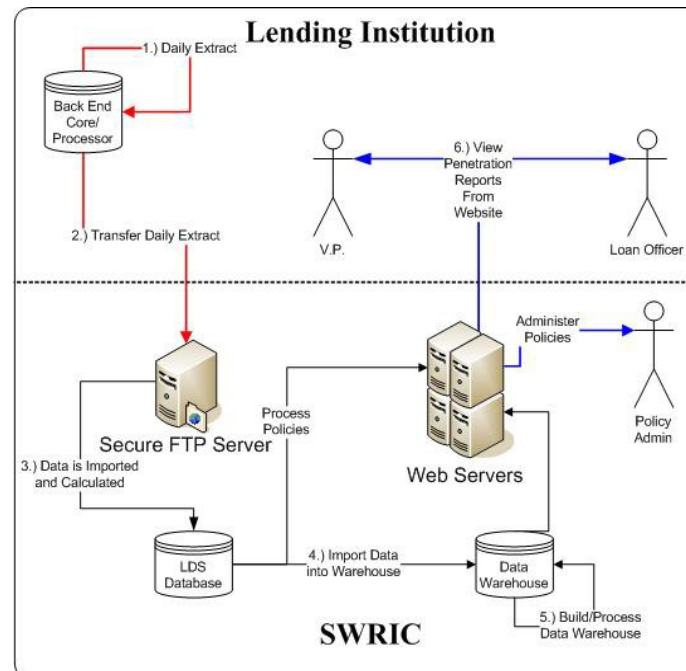 Lending Institution
1.) Daily Extract
Back End
Core/
Processor
6.) View
Penetration
Reports
From
Website
V.P.
Loan Officer
2.) Transfer Daily Extract
Administer
Policies
Policy
Admin
Process
Policies
Secure FTP Server
Web Servers
3.) Data is Imported
and Calculated
LDS
Database
4.) Import Data
into Warehouse
Data
Warehouse
5.) Build/Process
Data Warehouse
SWRIC